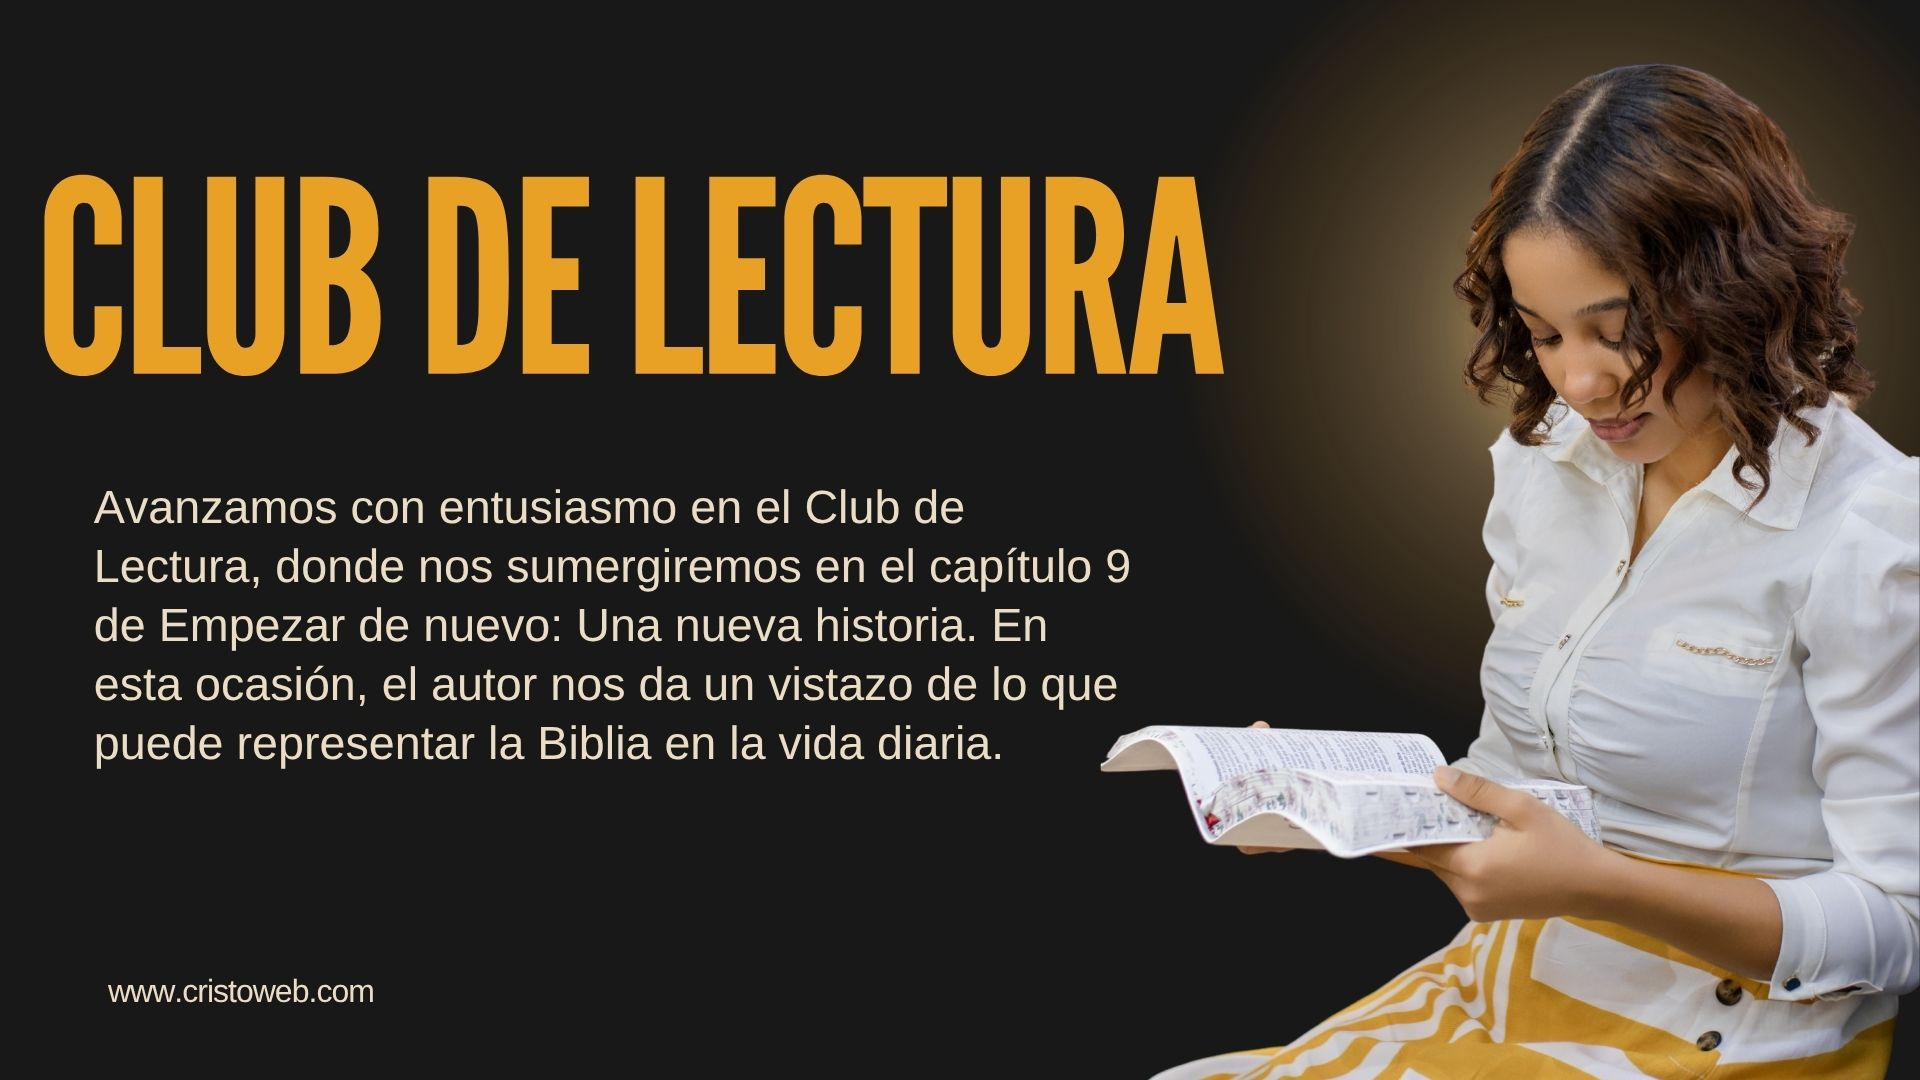 CLUB DE LECTURA
Avanzamos con entusiasmo en el Club de
Lectura, donde nos sumergiremos en el capítulo 9
de Empezar de nuevo: Una nueva historia. En
esta ocasión, el autor nos da un vistazo de lo que
puede representar la Biblia en la vida diaria.
www.cristoweb.com